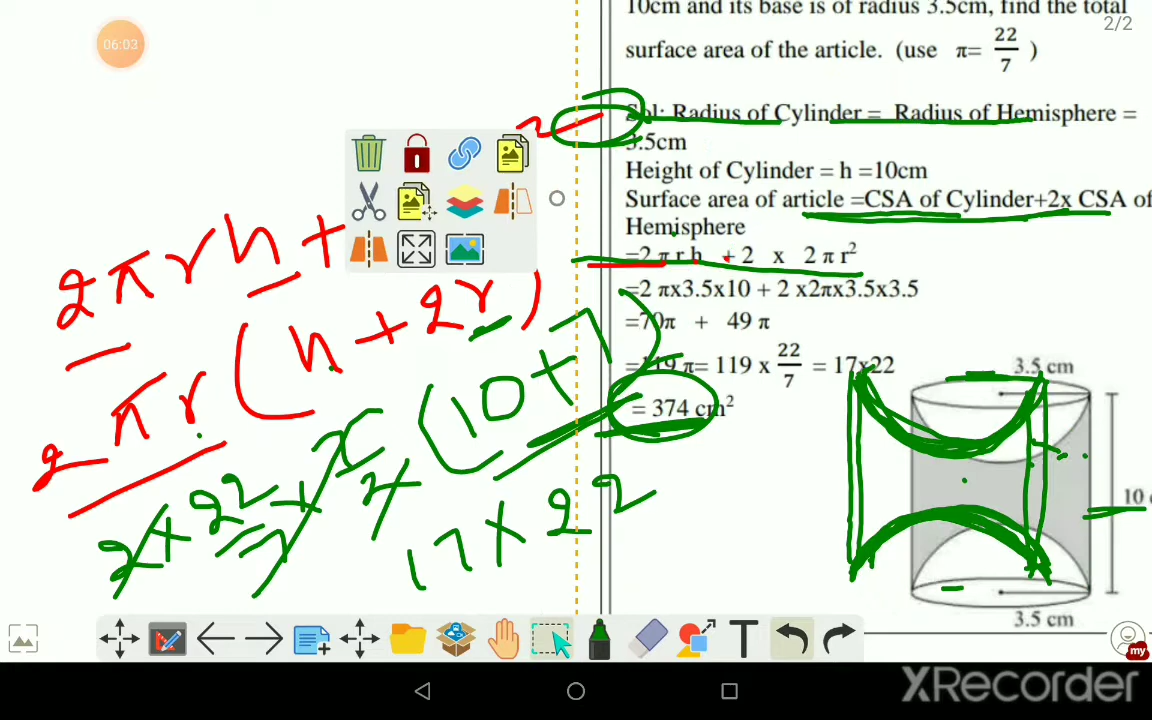 06:03
2/2
10cm and its base is of radius 3.5cm, find the total
surface area of the article. (use π= 22/7 )
Sol: Radius of Cylinder = Radius of Hemisphere =
3.5cm
Height of Cylinder = h =10cm
Surface area of article =CSA of Cylinder+2x CSA of
Hemisphere
=2 π r h + 2 x 2 π r²
=2 πx3.5x10 + 2 x2πx3.5x3.5
=70π + 49 π
=119 π= 119 x 22/7 = 17x22
= 374 cm²
3.5 cm
10
3.5 cm
2πrh +
2πr(h + 2r)
(10+7)
2 × 22/7 ×
17 × 22
T
my
XRecorder